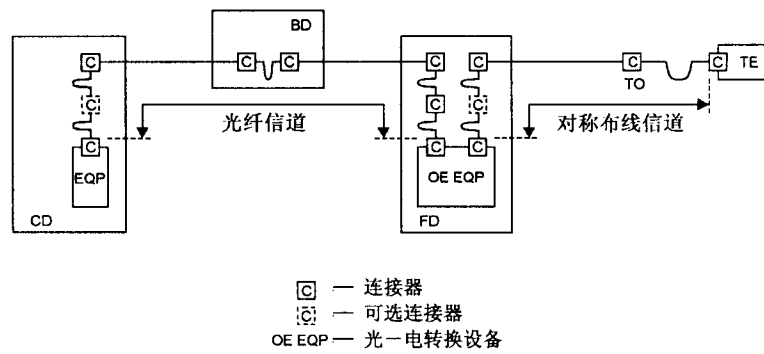 BD
C C C C C C C TE
TO
C C C
光纤信道 对称布线信道
C C C
EQP OE EQP
CD FD
C — 连接器
C — 可选连接器
OE EQP — 光一电转换设备